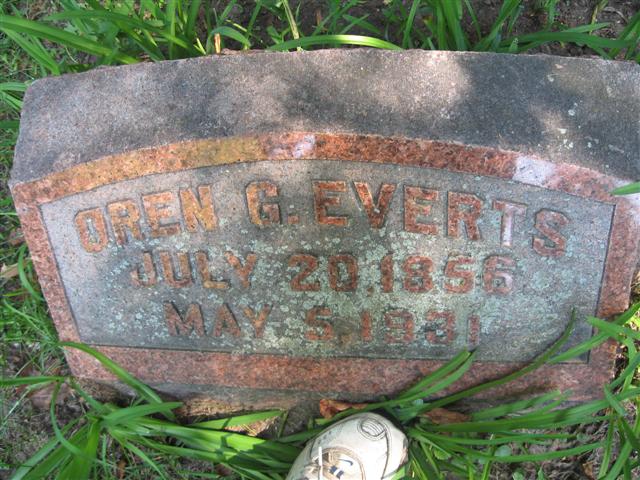 OREN G. EVERTS
JULY 20, 1856
MAY 5, 1931